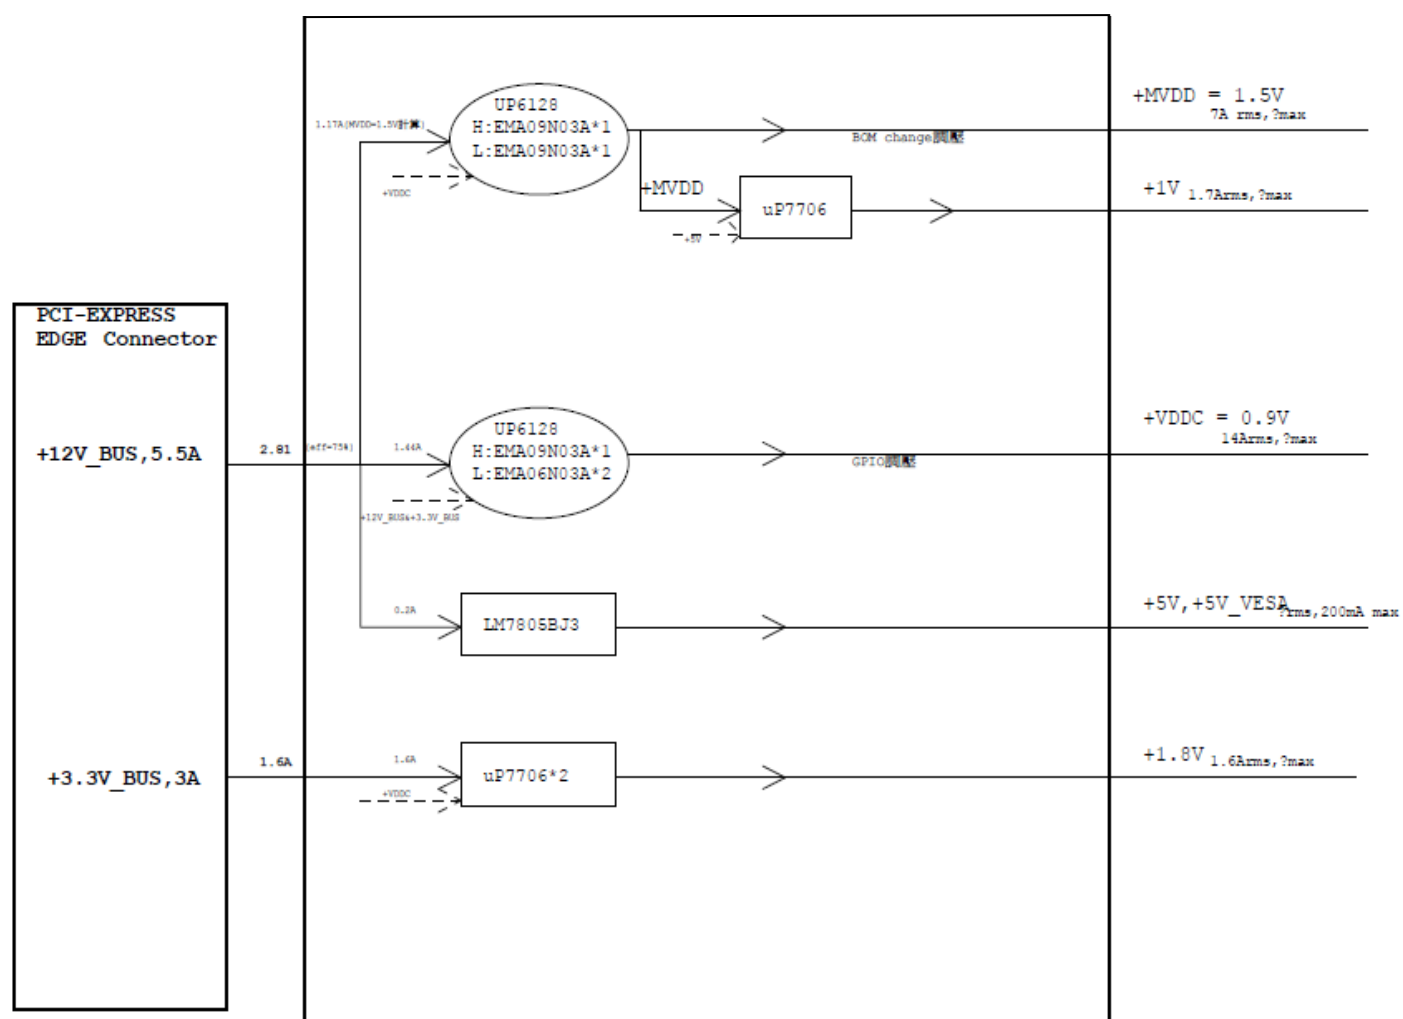 UP6128
H:EMA09N03A*1
L:EMA09N03A*1
1.17A(MVDD=1.5V計算)
+VDDC
BOM change調壓
+MVDD = 1.5V
7A rms,?max
+MVDD
uP7706
+5V
+1V 1.7Arms,?max
PCI-EXPRESS
EDGE Connector
+12V_BUS,5.5A
2.81
(eff=75%)
1.44A
UP6128
H:EMA09N03A*1
L:EMA06N03A*2
+12V_BUS&+3.3V_BUS
GPIO調壓
+VDDC = 0.9V
14Arms,?max
0.2A
LM7805BJ3
+5V,+5V_VESA ?rms,200mA max
+3.3V_BUS,3A
1.6A
1.6A
+VDDC
uP7706*2
+1.8V 1.6Arms,?max